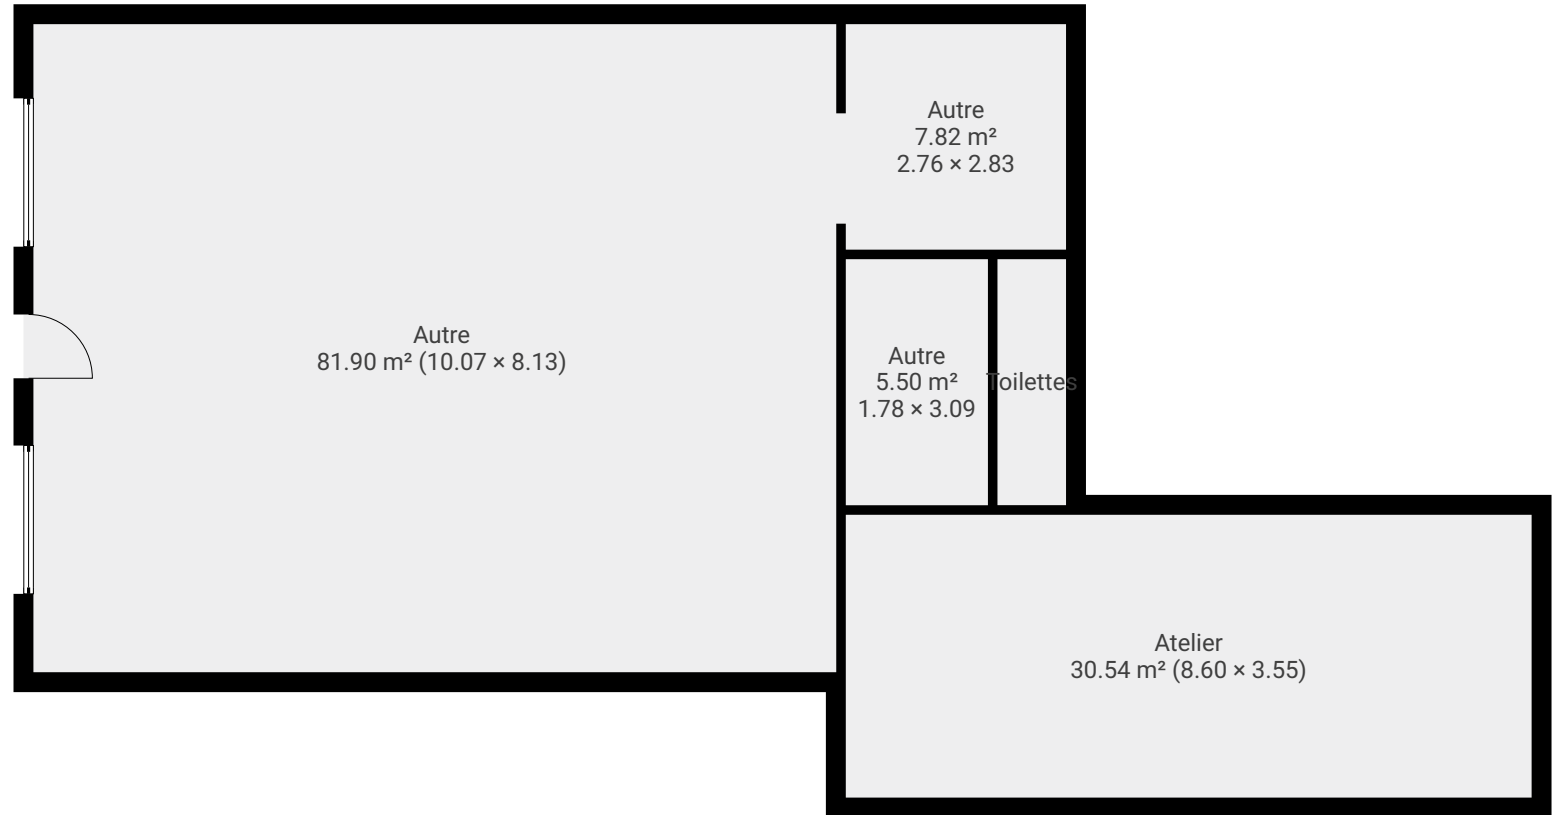 Autre
7.82 m²
2.76 × 2.83
Autre
81.90 m² (10.07 × 8.13)
Autre
5.50 m²
1.78 × 3.09
Toilettes
Atelier
30.54 m² (8.60 × 3.55)